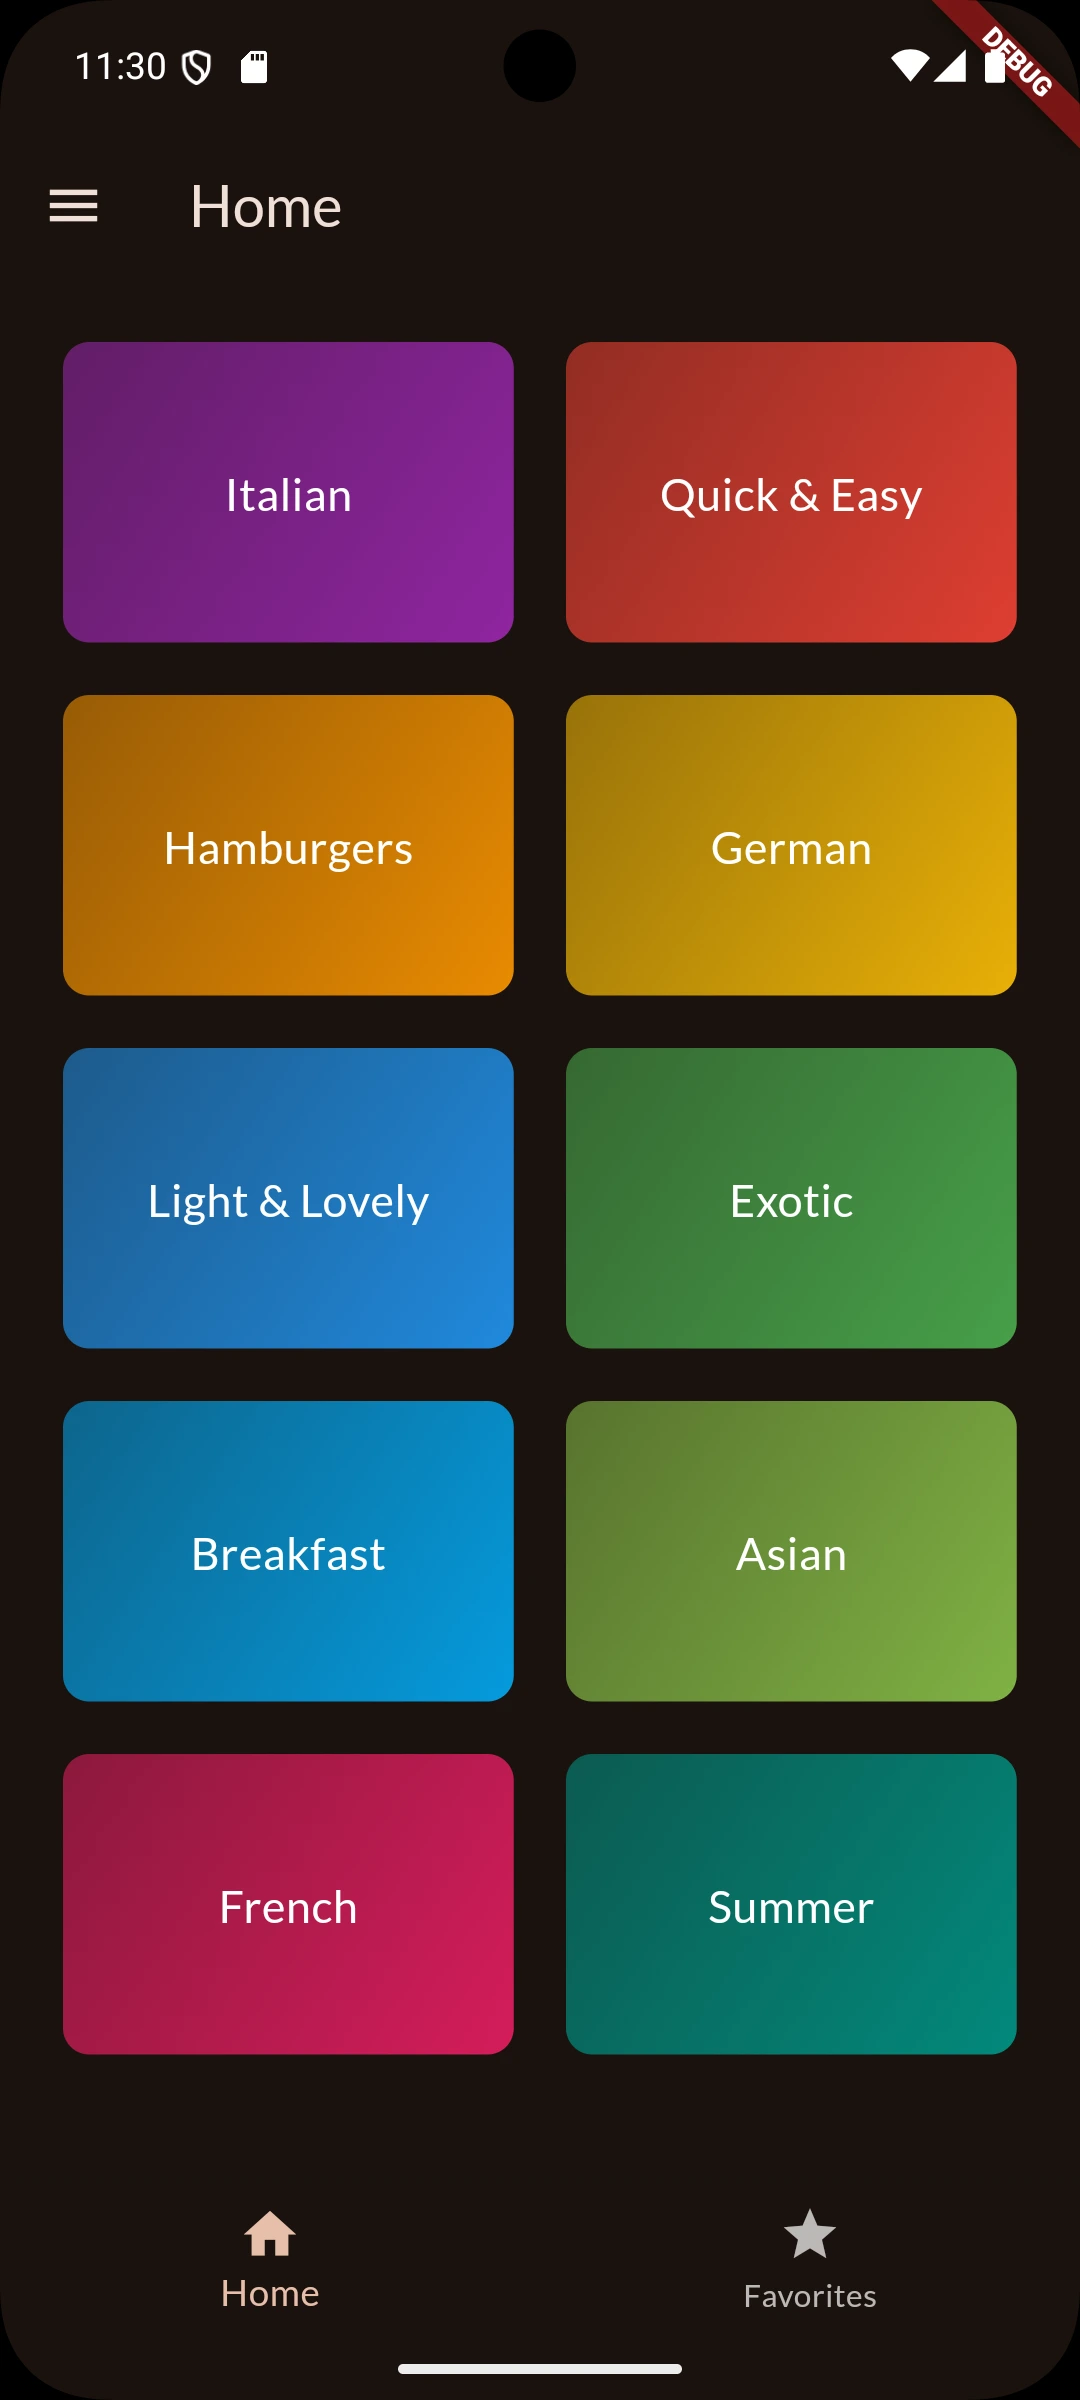 11:30
DEBUG
Home
Italian
Quick & Easy
Hamburgers
German
Light & Lovely
Exotic
Breakfast
Asian
French
Summer
Home
Favorites